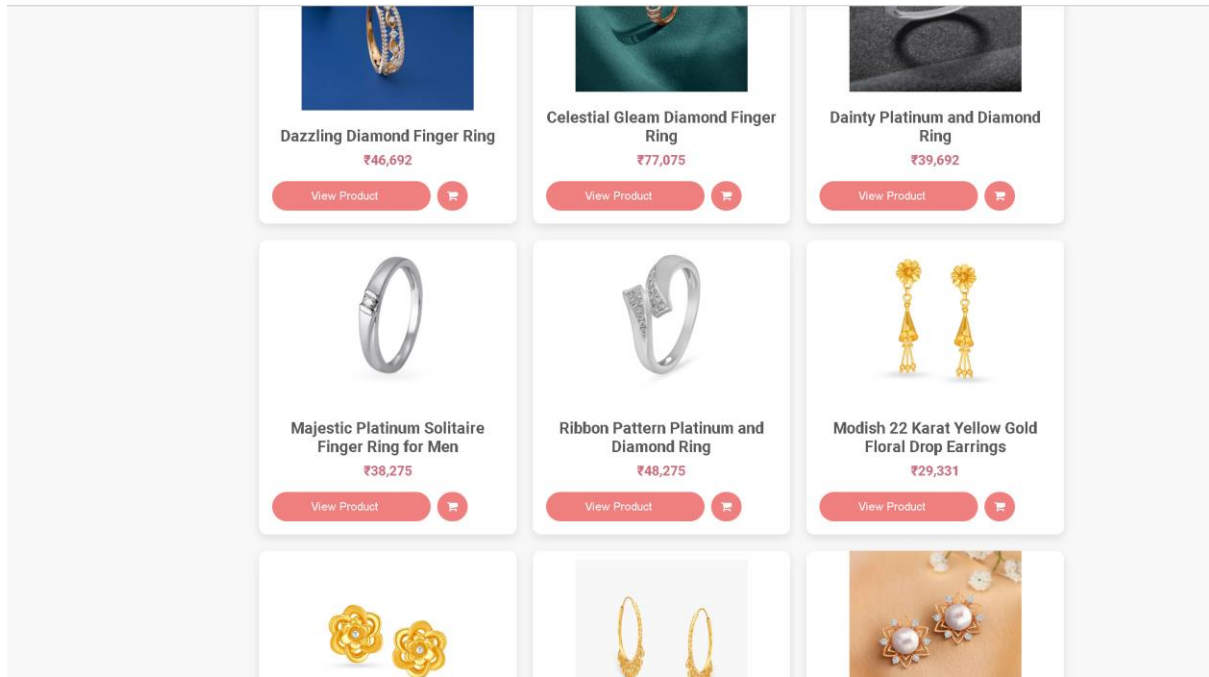 Dazzling Diamond Finger Ring
₹46,692
View Product
Celestial Gleam Diamond Finger
Ring
₹77,075
View Product
Dainty Platinum and Diamond
Ring
₹39,692
View Product
Majestic Platinum Solitaire
Finger Ring for Men
₹38,275
View Product
Ribbon Pattern Platinum and
Diamond Ring
₹48,275
View Product
Modish 22 Karat Yellow Gold
Floral Drop Earrings
₹29,331
View Product